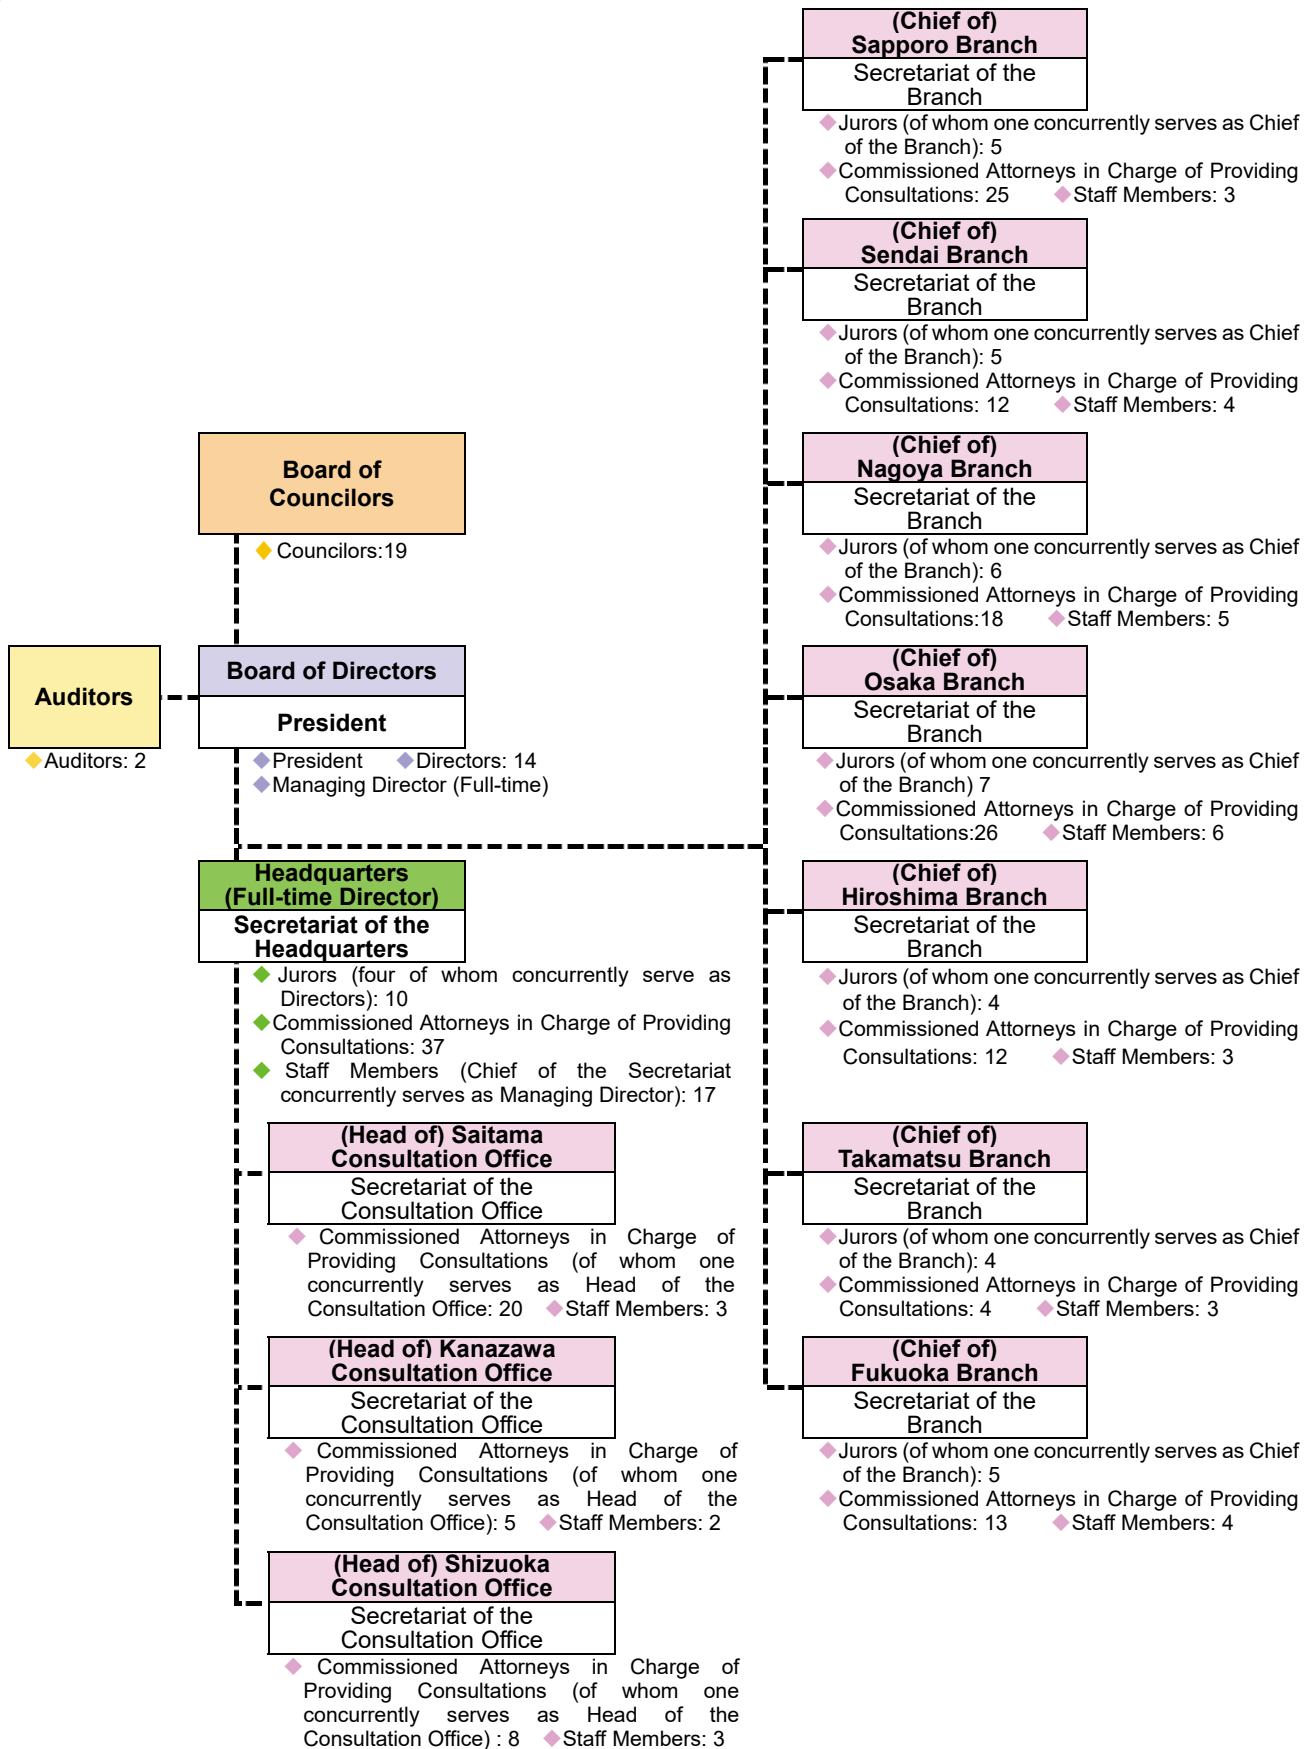 Board of
Councilors
◆ Councilors:19
Auditors
◆Auditors: 2
Board of Directors
President
◆President ◆Directors: 14
◆Managing Director (Full-time)
Headquarters
(Full-time Director)
Secretariat of the
Headquarters
◆ Jurors (four of whom concurrently serve as
Directors): 10
◆Commissioned Attorneys in Charge of Providing
Consultations: 37
◆ Staff Members (Chief of the Secretariat
concurrently serves as Managing Director): 17
(Head of) Saitama
Consultation Office
Secretariat of the
Consultation Office
◆ Commissioned Attorneys in Charge of
Providing Consultations (of whom one
concurrently serves as Head of the
Consultation Office: 20 ◆Staff Members: 3
(Head of) Kanazawa
Consultation Office
Secretariat of the
Consultation Office
◆ Commissioned Attorneys in Charge of
Providing Consultations (of whom one
concurrently serves as Head of the
Consultation Office): 5 ◆Staff Members: 2
(Head of) Shizuoka
Consultation Office
Secretariat of the
Consultation Office
◆ Commissioned Attorneys in Charge of
Providing Consultations (of whom one
concurrently serves as Head of the
Consultation Office) : 8 ◆Staff Members: 3
(Chief of)
Sapporo Branch
Secretariat of the
Branch
◆Jurors (of whom one concurrently serves as Chief
of the Branch): 5
◆Commissioned Attorneys in Charge of Providing
Consultations: 25 ◆Staff Members: 3
(Chief of)
Sendai Branch
Secretariat of the
Branch
◆Jurors (of whom one concurrently serves as Chief
of the Branch): 5
◆Commissioned Attorneys in Charge of Providing
Consultations: 12 ◆Staff Members: 4
(Chief of)
Nagoya Branch
Secretariat of the
Branch
◆Jurors (of whom one concurrently serves as Chief
of the Branch): 6
◆Commissioned Attorneys in Charge of Providing
Consultations:18 ◆Staff Members: 5
(Chief of)
Osaka Branch
Secretariat of the
Branch
◆Jurors (of whom one concurrently serves as Chief
of the Branch) 7
◆Commissioned Attorneys in Charge of Providing
Consultations:26 ◆Staff Members: 6
(Chief of)
Hiroshima Branch
Secretariat of the
Branch
◆Jurors (of whom one concurrently serves as Chief
of the Branch): 4
◆Commissioned Attorneys in Charge of Providing
Consultations: 12 ◆Staff Members: 3
(Chief of)
Takamatsu Branch
Secretariat of the
Branch
◆Jurors (of whom one concurrently serves as Chief
of the Branch): 4
◆Commissioned Attorneys in Charge of Providing
Consultations: 4 ◆Staff Members: 3
(Chief of)
Fukuoka Branch
Secretariat of the
Branch
◆Jurors (of whom one concurrently serves as Chief
of the Branch): 5
◆Commissioned Attorneys in Charge of Providing
Consultations: 13 ◆Staff Members: 4